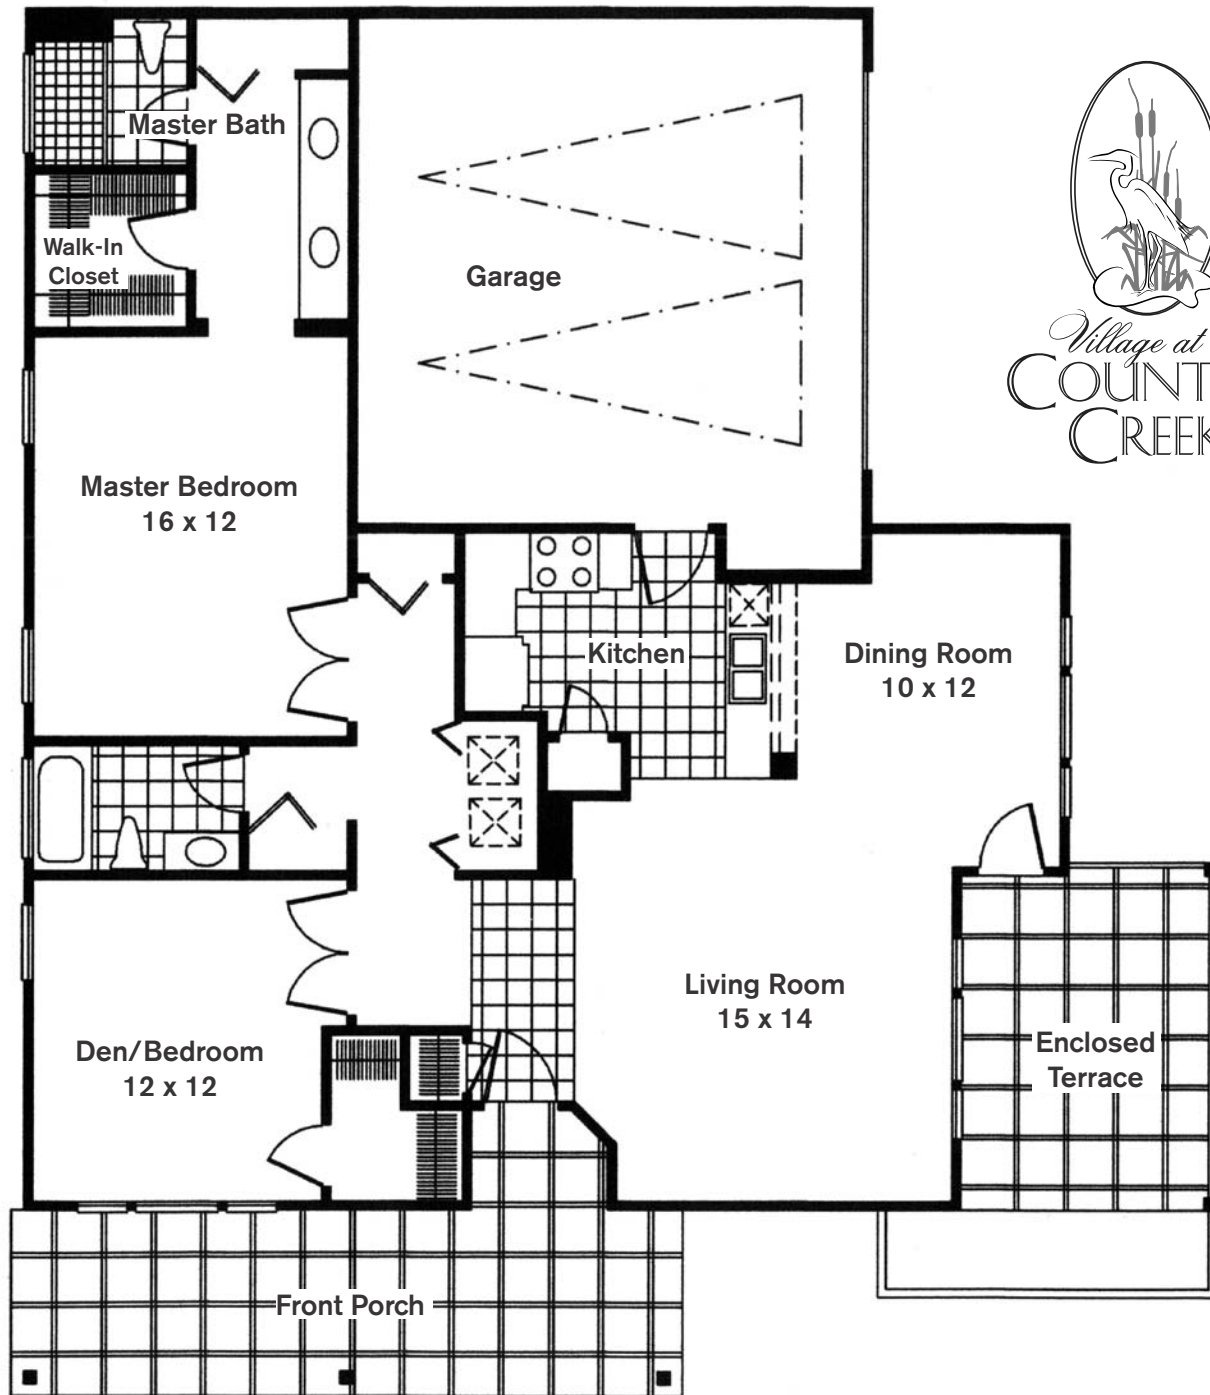 Master Bath
Walk-In
Closet
Garage
Village at
COUNT
CREEK
Master Bedroom
16 x 12
Kitchen
Dining Room
10 x 12
Living Room
15 x 14
Den/Bedroom
12 x 12
Enclosed
Terrace
Front Porch